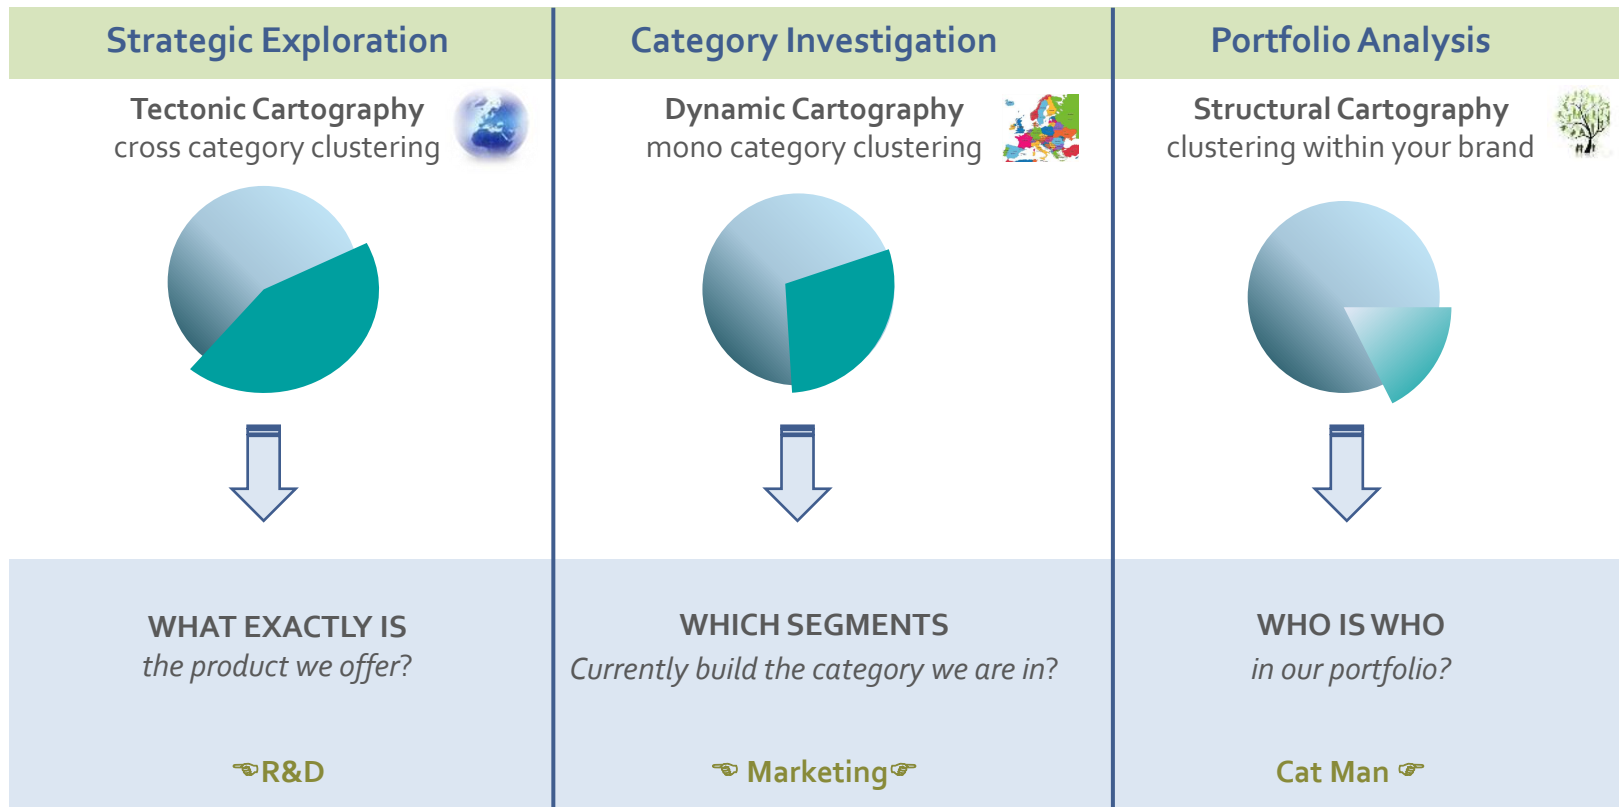 Strategic Exploration
Tectonic Cartography
cross category clustering
WHAT EXACTLY IS
the product we offer?
☜R&D
Category Investigation
Dynamic Cartography
mono category clustering
WHICH SEGMENTS
Currently build the category we are in?
☜ Marketing☞
Portfolio Analysis
Structural Cartography
clustering within your brand
WHO IS WHO
in our portfolio?
Cat Man ☞